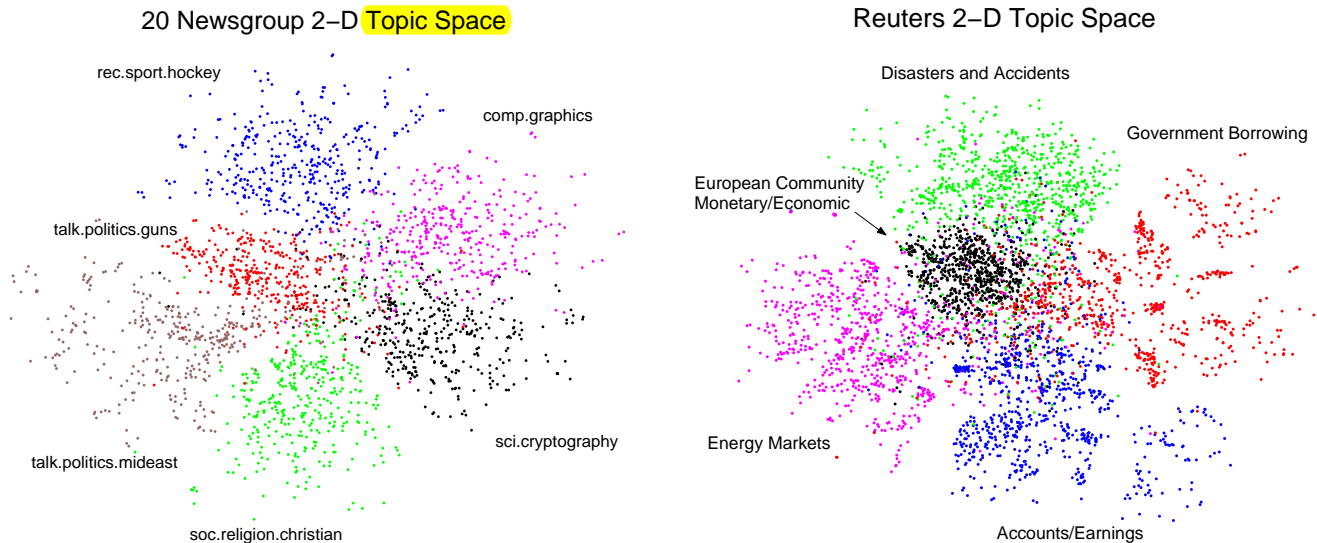 20 Newsgroup 2−D Topic Space
rec.sport.hockey
comp.graphics
talk.politics.guns
sci.cryptography
talk.politics.mideast
soc.religion.christian
Reuters 2−D Topic Space
Disasters and Accidents
Government Borrowing
European Community
Monetary/Economic
Energy Markets
Accounts/Earnings